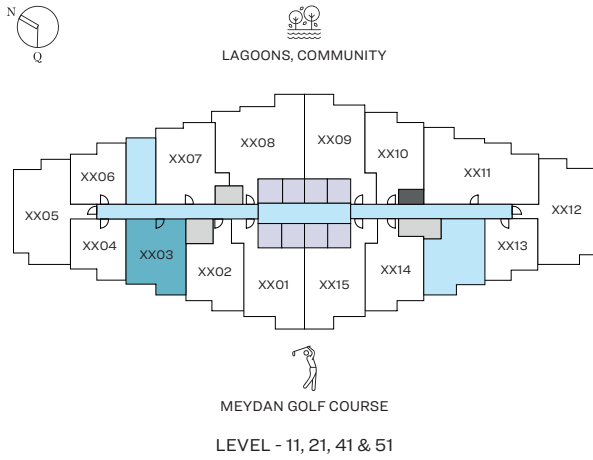 N
Q
LAGOONS, COMMUNITY
XX08
XX09
XX07
XX10
XX06
XX11
XX05
XX12
XX04
XX03
XX02
XX01
XX15
XX14
XX13
MEYDAN GOLF COURSE
LEVEL - 11, 21, 41 & 51